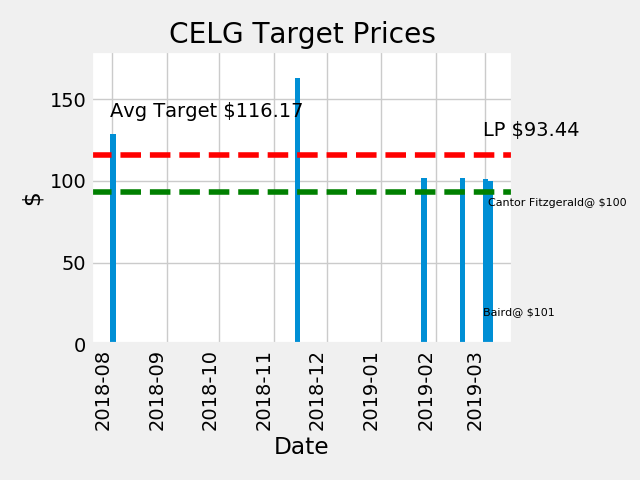 CELG Target Prices
150
Avg Target $116.17
LP $93.44
100
Cantor Fitzgerald@ $100
$
50
Baird@ $101
0
2018-08
2018-09
2018-10
2018-11
2018-12
2019-01
2019-02
2019-03
Date